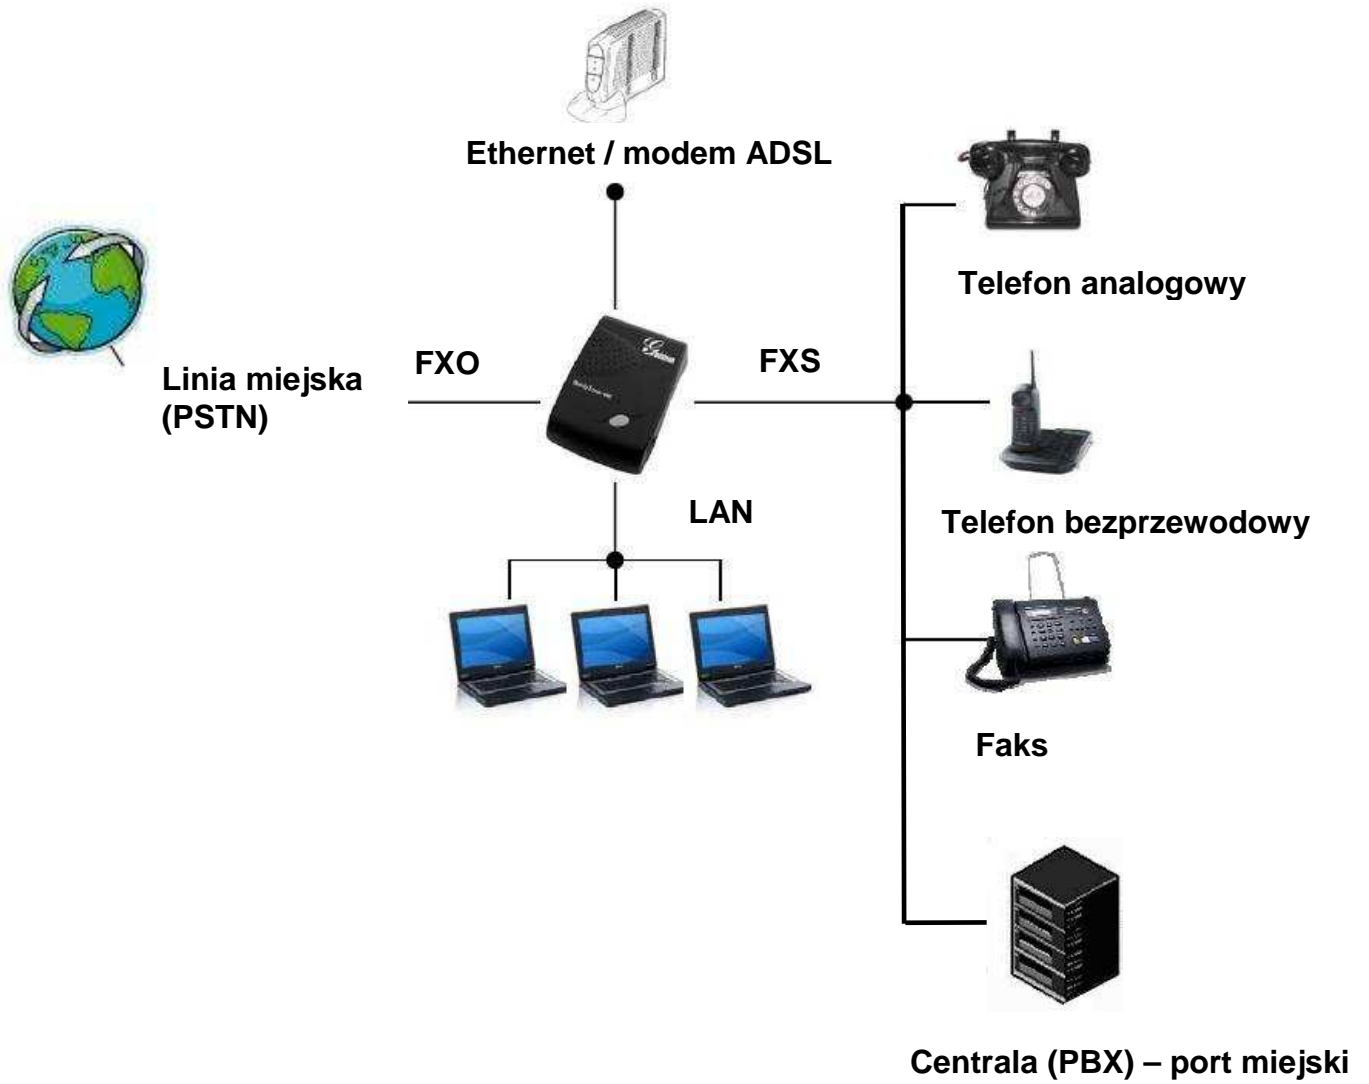 Ethernet / modem ADSL
Telefon analogowy
FXO
FXS
Linia miejska
(PSTN)
LAN
Telefon bezprzewodowy
Faks
Centrala (PBX) – port miejski